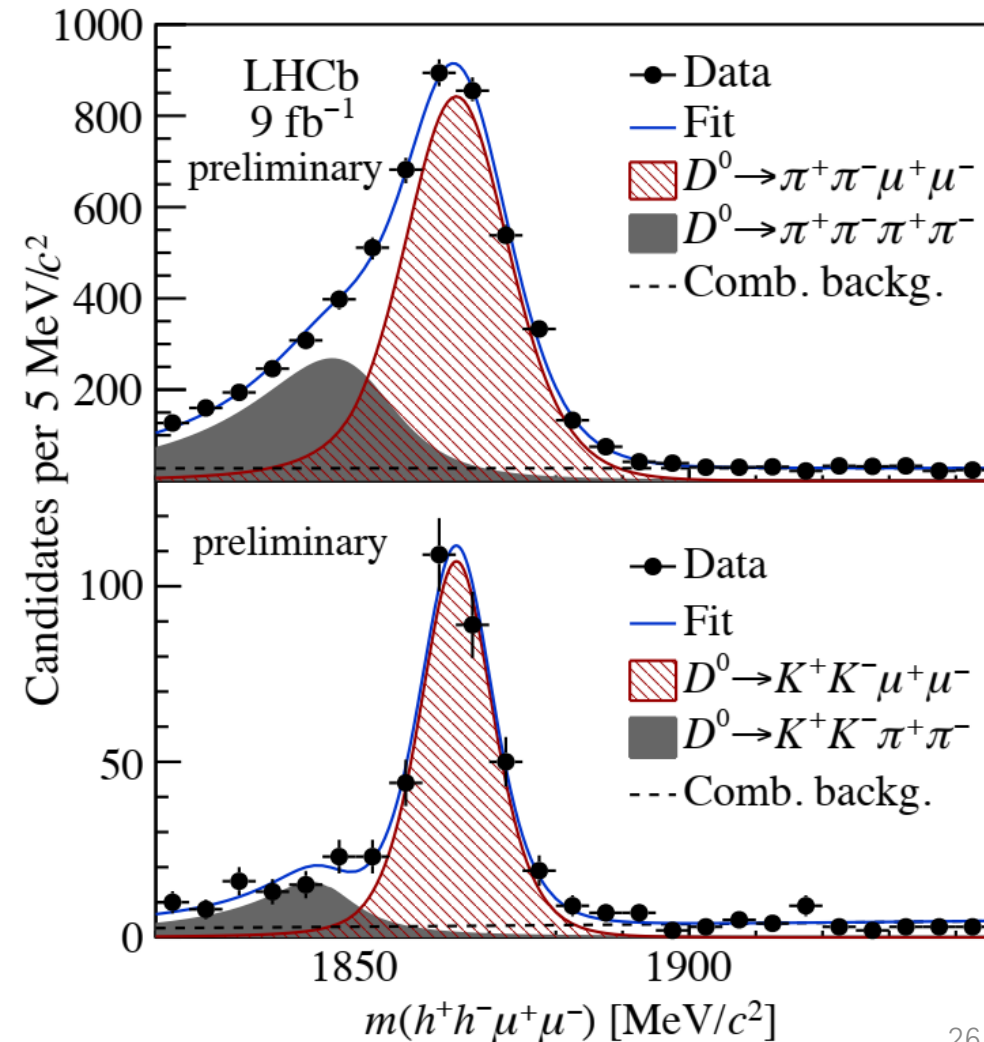 1000
800
600
400
200
LHCb
9 fb⁻¹
preliminary
Data
Fit
D⁰→π⁺π⁻μ⁺μ⁻
D⁰→π⁺π⁻π⁺π⁻
Comb. backg.
Candidates per 5 MeV/c²
preliminary
100
50
0
Data
Fit
D⁰→K⁺K⁻μ⁺μ⁻
D⁰→K⁺K⁻π⁺π⁻
Comb. backg.
1850 1900
m(h⁺h⁻μ⁺μ⁻) [MeV/c²]
26